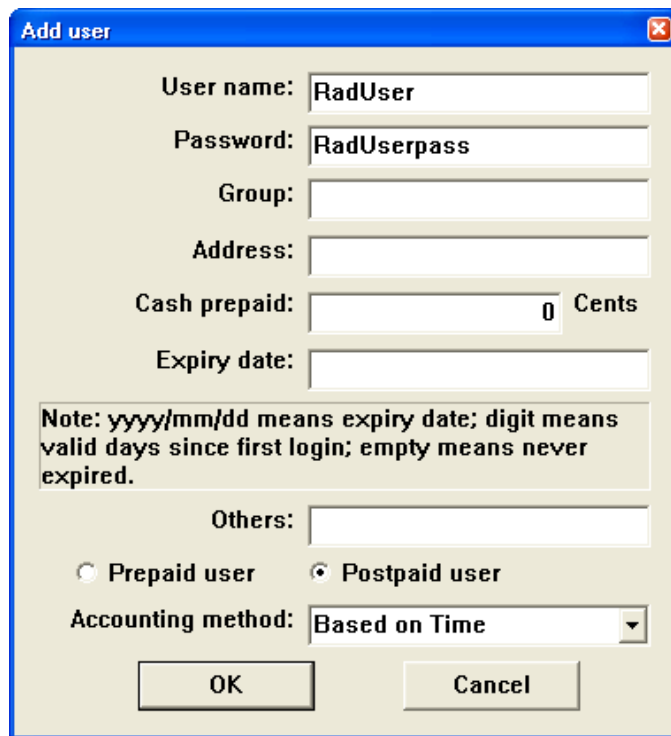 Add user
User name: RadUser
Password: RadUserpass
Group:
Address:
Cash prepaid: 0 Cents
Expiry date:
Note: yyyy/mm/dd means expiry date; digit means
valid days since first login; empty means never
expired.
Others:
Prepaid user Postpaid user
Accounting method: Based on Time
OK Cancel